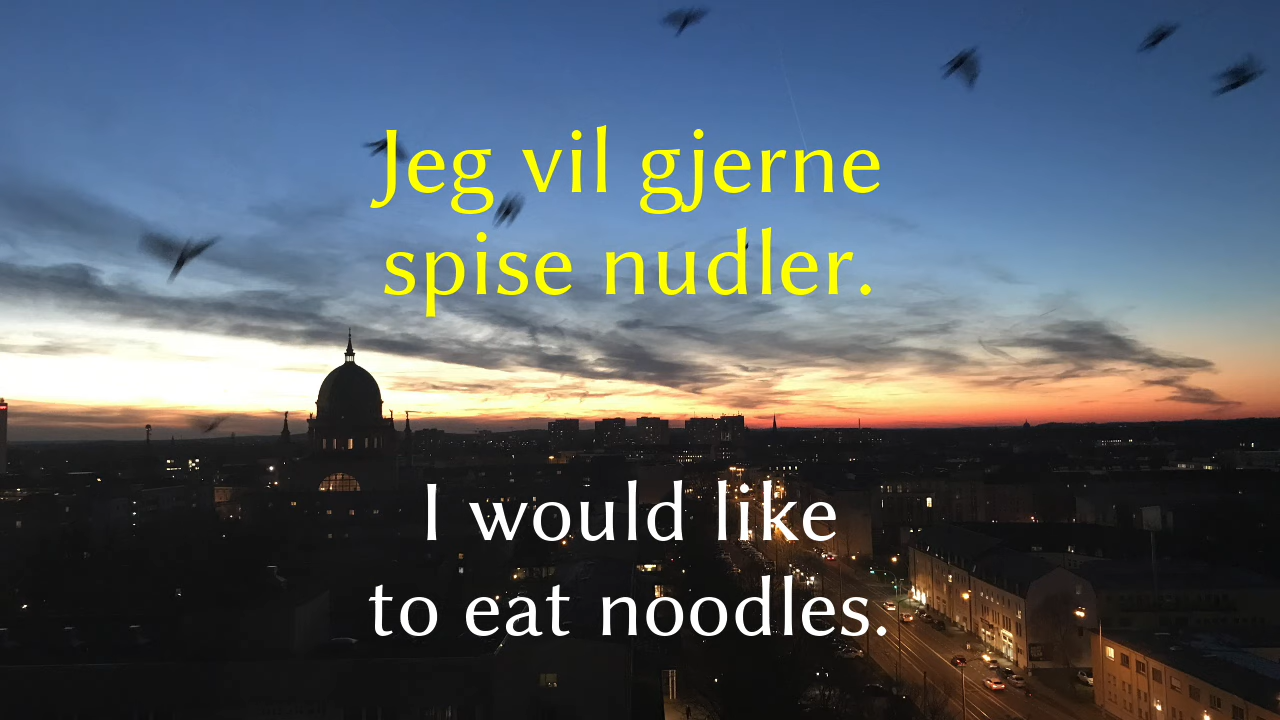 Jeg vil gjerne
spise nudler.
I would like
to eat noodles.